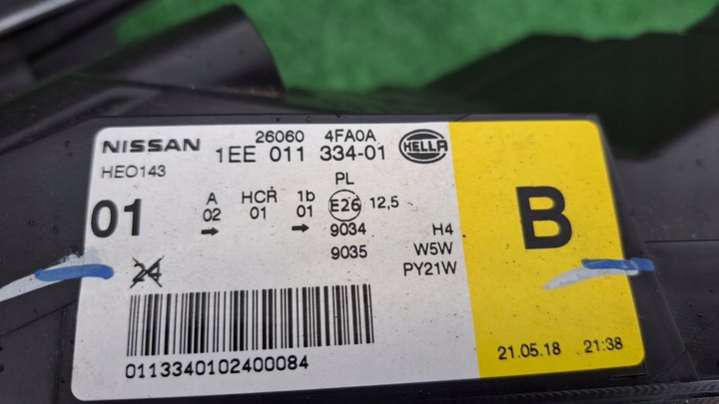 NISSAN 26060 4FA0A
1EE 011 334-01 HELLA
HEO143
PL
01 A HCR 1b E26 12,5
02 01 01
9034 H4
9035 W5W
24 PY21W
B
0113340102400084
21.05.18 21:38